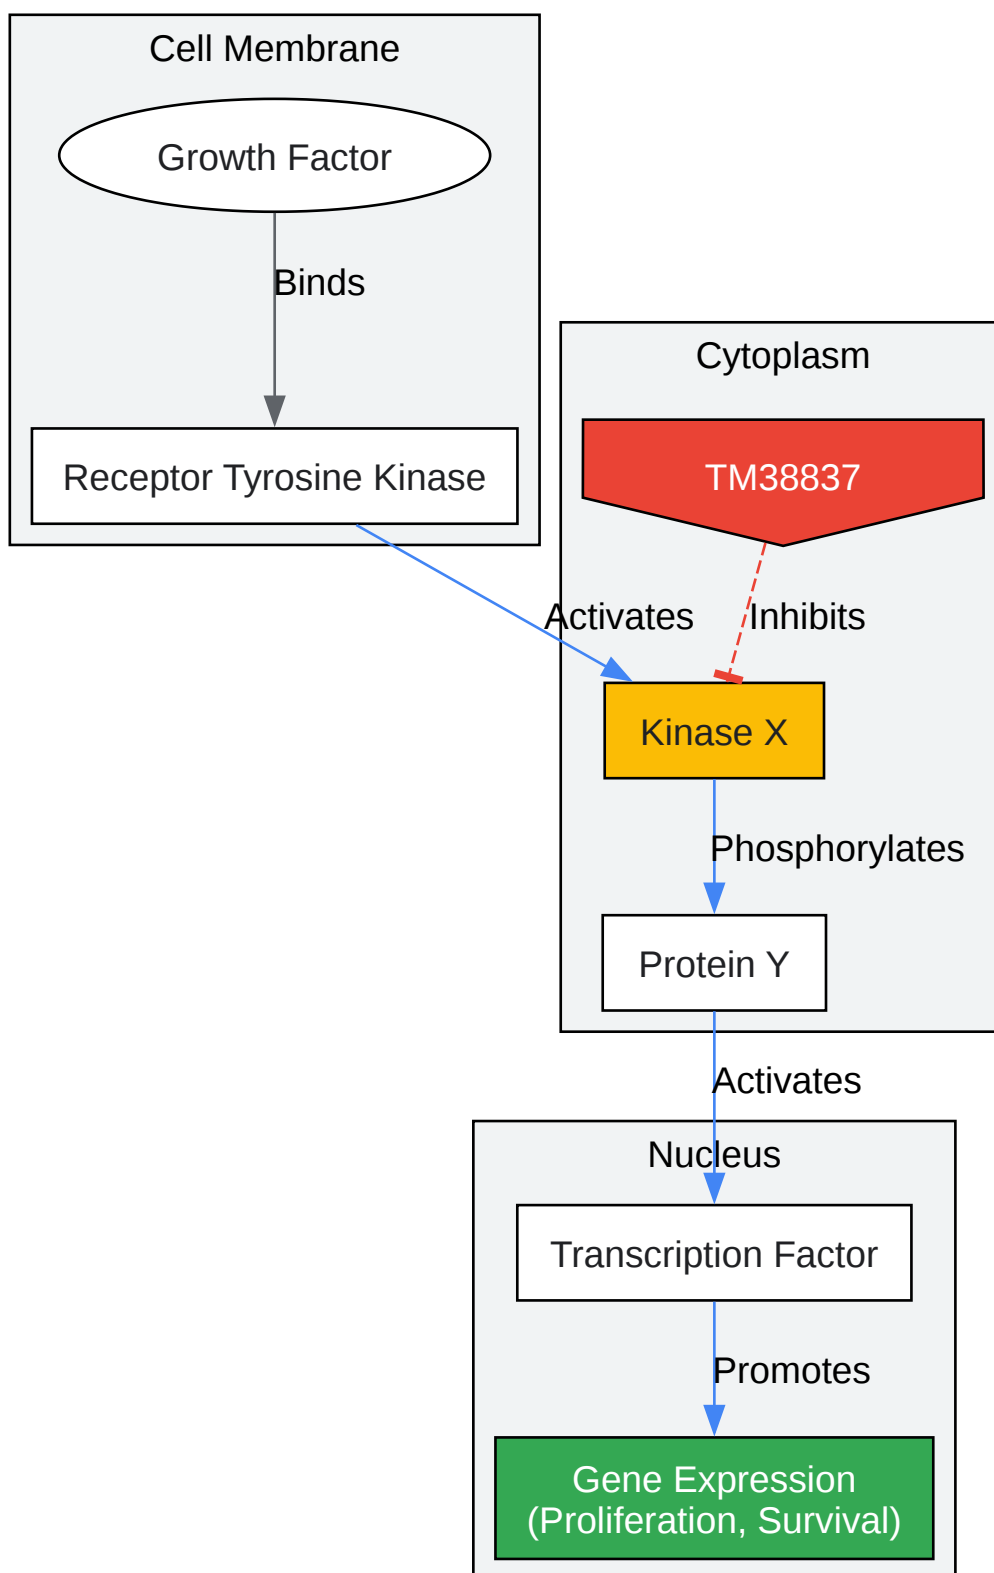 Cell Membrane
Growth Factor
Binds
Receptor Tyrosine Kinase
Cytoplasm
TM38837
Activates
Inhibits
Kinase X
Phosphorylates
Protein Y
Activates
Nucleus
Transcription Factor
Promotes
Gene Expression
(Proliferation, Survival)